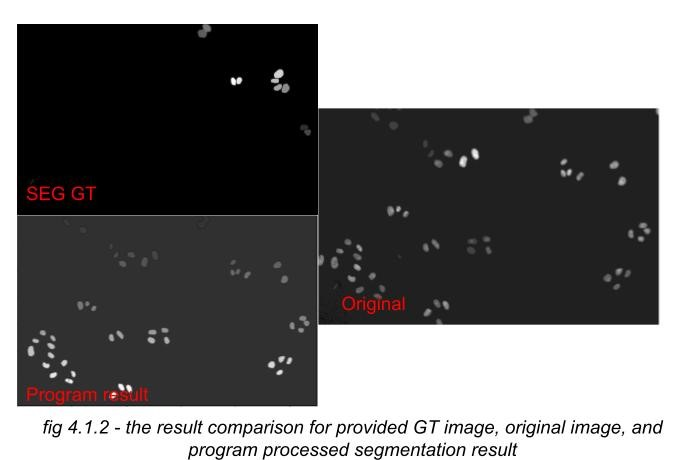 SEG GT
Original
Program result
fig 4.1.2 - the result comparison for provided GT image, original image, and
program processed segmentation result